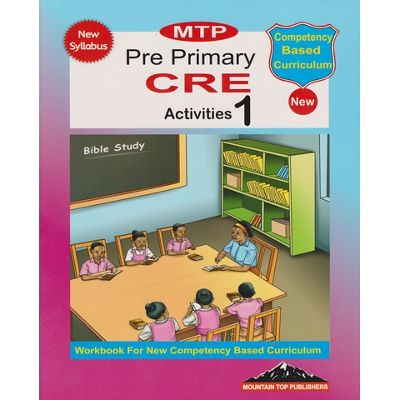 New
Syllabus
MTP
Pre Primary
CRE
Activities 1
Competency
Based
Curriculum
New
Bible Study
Workbook For New Competency Based Curriculum
MOUNTAIN TOP PUBLISHERS